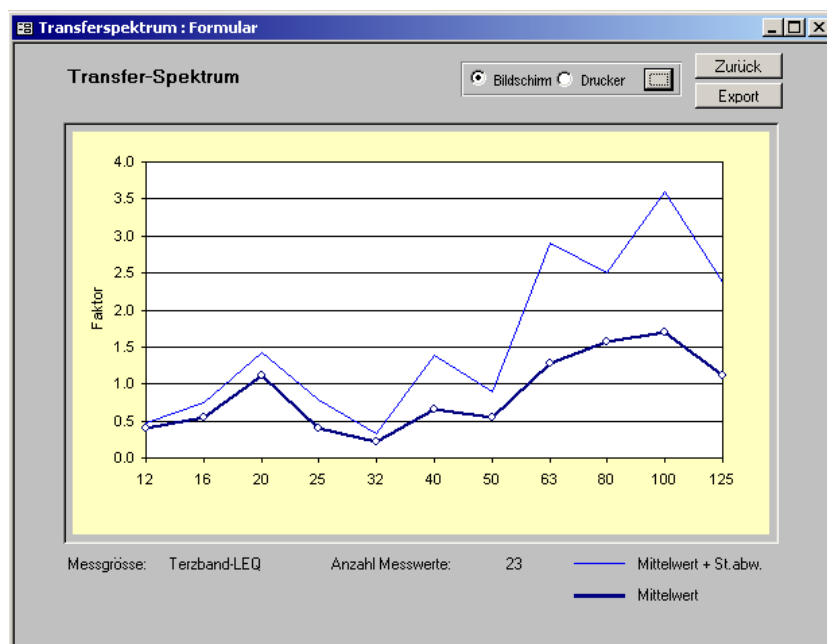 Transferspektrum : Formular
Transfer-Spektrum
Bildschirm Drucker
Zurück
Export
4.0
3.5
3.0
2.5
2.0
1.5
1.0
0.5
0.0
Faktor
12 16 20 25 32 40 50 63 80 100 125
Messgrösse: Terzband-LEQ Anzahl Messwerte: 23 Mittelwert + St.abw.
Mittelwert